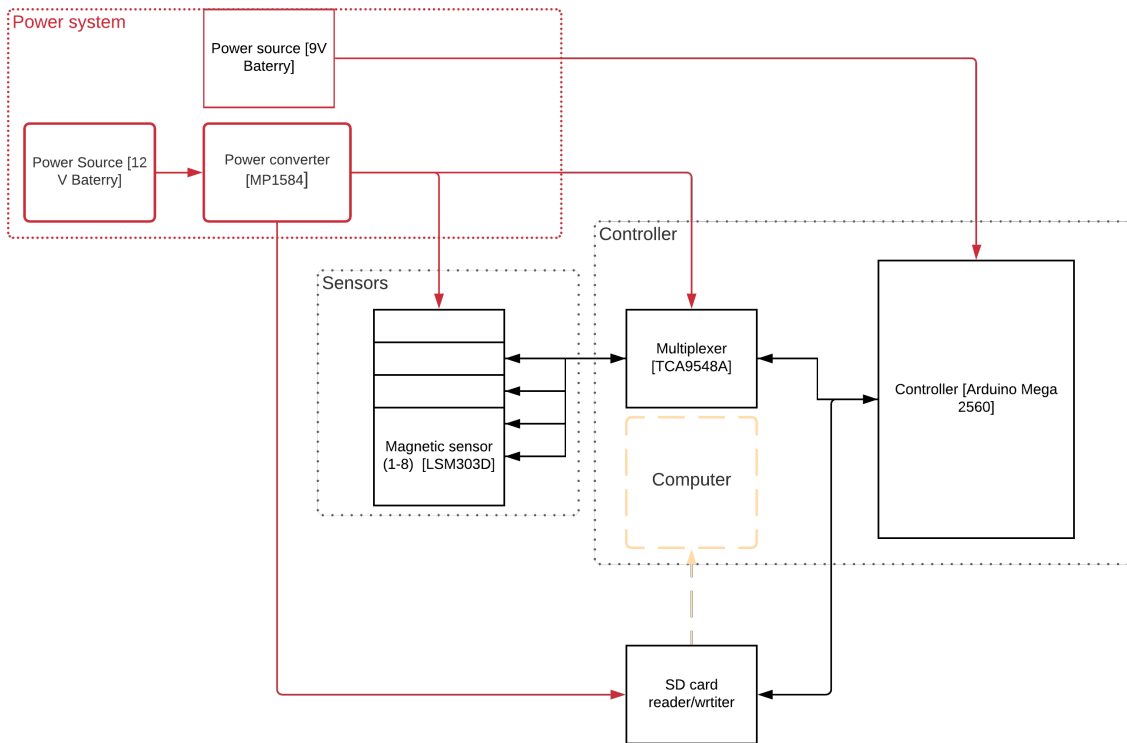 Power system
Power source [9V
Baterry]
Power Source [12
V Baterry]
Power converter
[MP1584]
Controller
Sensors
Multiplexer
[TCA9548A]
Controller [Arduino Mega
2560]
Magnetic sensor
(1-8) [LSM303D]
Computer
SD card
reader/wrtiter